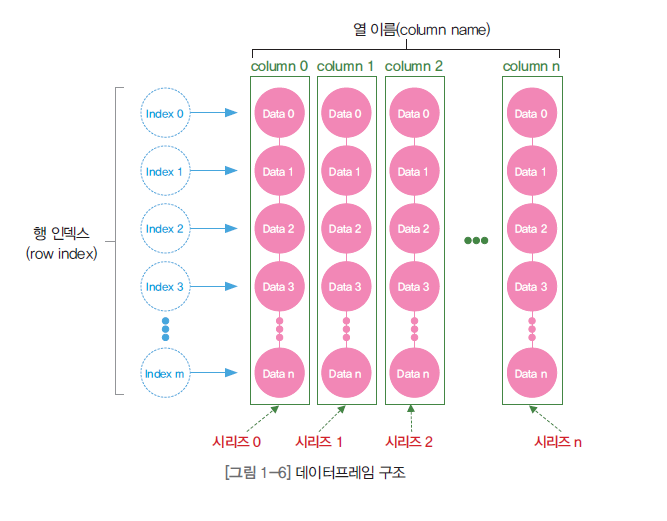 열 이름(column name)
column 0 column 1 column 2 column n
Index 0 Data 0 Data 0 Data 0 Data 0
Index 1 Data 1 Data 1 Data 1 Data 1
행 인덱스
(row index)
Index 2 Data 2 Data 2 Data 2 Data 2
Index 3 Data 3 Data 3 Data 3 Data 3
Index m Data n Data n Data n Data n
시리즈 0 시리즈 1 시리즈 2 시리즈 n
[그림 1-6] 데이터프레임 구조